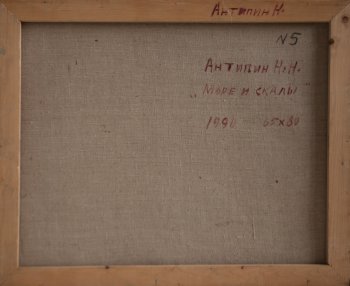 Антипин Н.
N5
Антипин Н.Н.
"Море и скалы"
1990 65x80